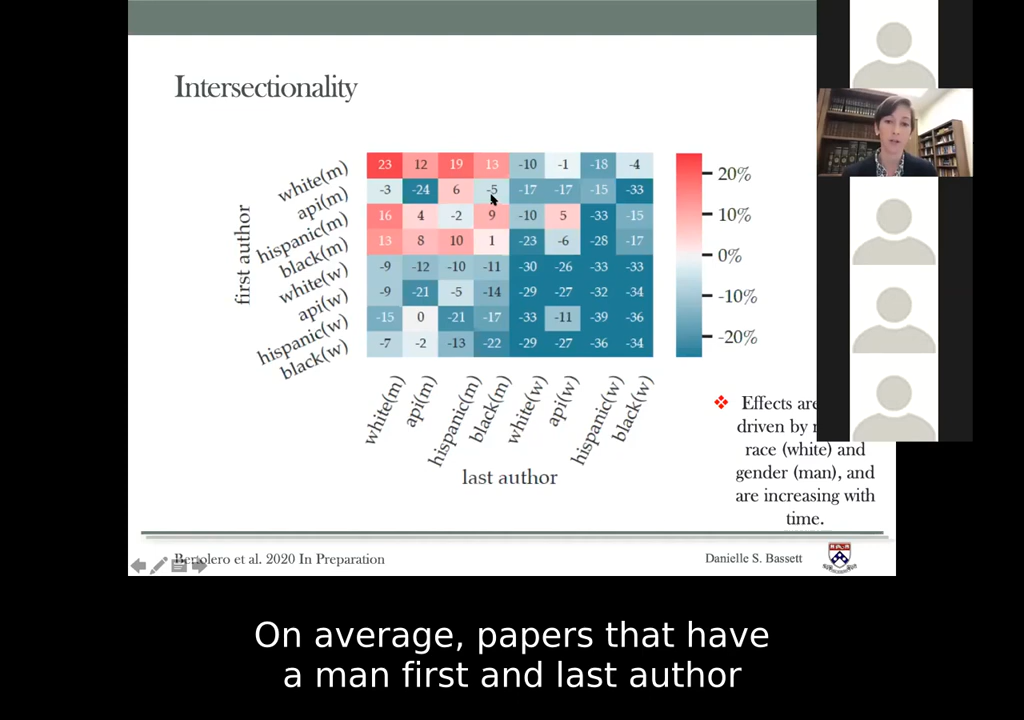 Intersectionality
first author
white(m) 23 12 19 13 -10 -1 -18 -4
api(m) -3 -24 6 -5 -17 -17 -15 -33
hispanic(m) 16 4 -2 9 -10 5 -33 -15
black(m) 13 8 10 1 -23 -6 -28 -17
white(w) -9 -12 -10 -11 -30 -26 -33 -33
api(w) -9 -21 -5 -14 -29 -27 -32 -34
hispanic(w) -15 0 -21 -17 -33 -11 -39 -36
black(w) -7 -2 -13 -22 -29 -27 -36 -34
white(m) api(m) hispanic(m) black(m) white(w) api(w) hispanic(w) black(w)
last author
20%
10%
0%
-10%
-20%
Effects are
driven by
race (white) and
gender (man), and
are increasing with
time.
Bertolero et al. 2020 In Preparation
Danielle S. Bassett
On average, papers that have
a man first and last author